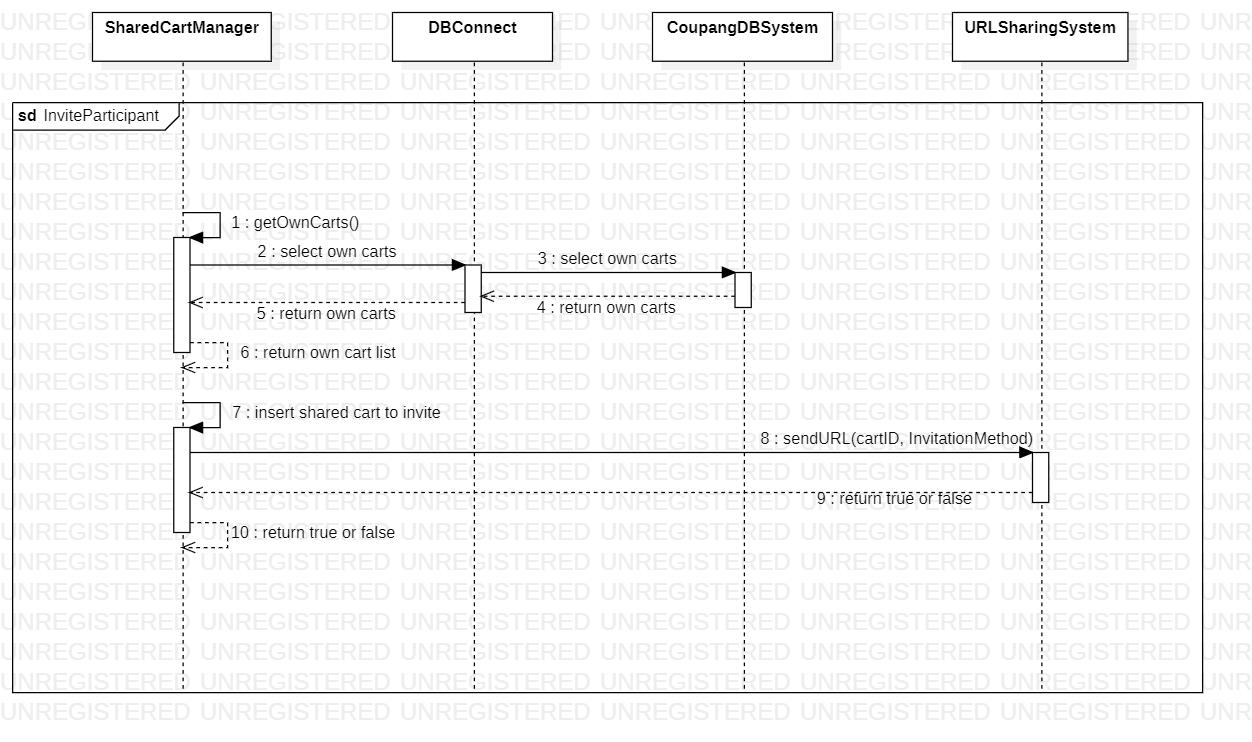 SharedCartManager
DBConnect
CoupangDBSystem
URLSharingSystem
sd InviteParticipant
1 : getOwnCarts()
2 : select own carts
3 : select own carts
4 : return own carts
5 : return own carts
6 : return own cart list
7 : insert shared cart to invite
8 : sendURL(cartID, InvitationMethod)
9 : return true or false
10 : return true or false
UNREGISTERED